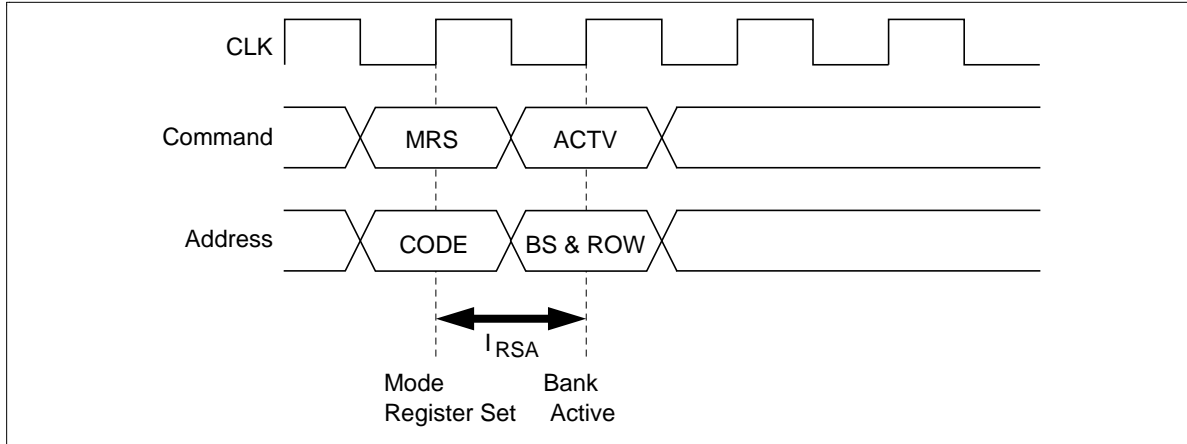 CLK
Command
MRS
ACTV
Address
CODE
BS & ROW
I RSA
Mode
Register Set
Bank
Active